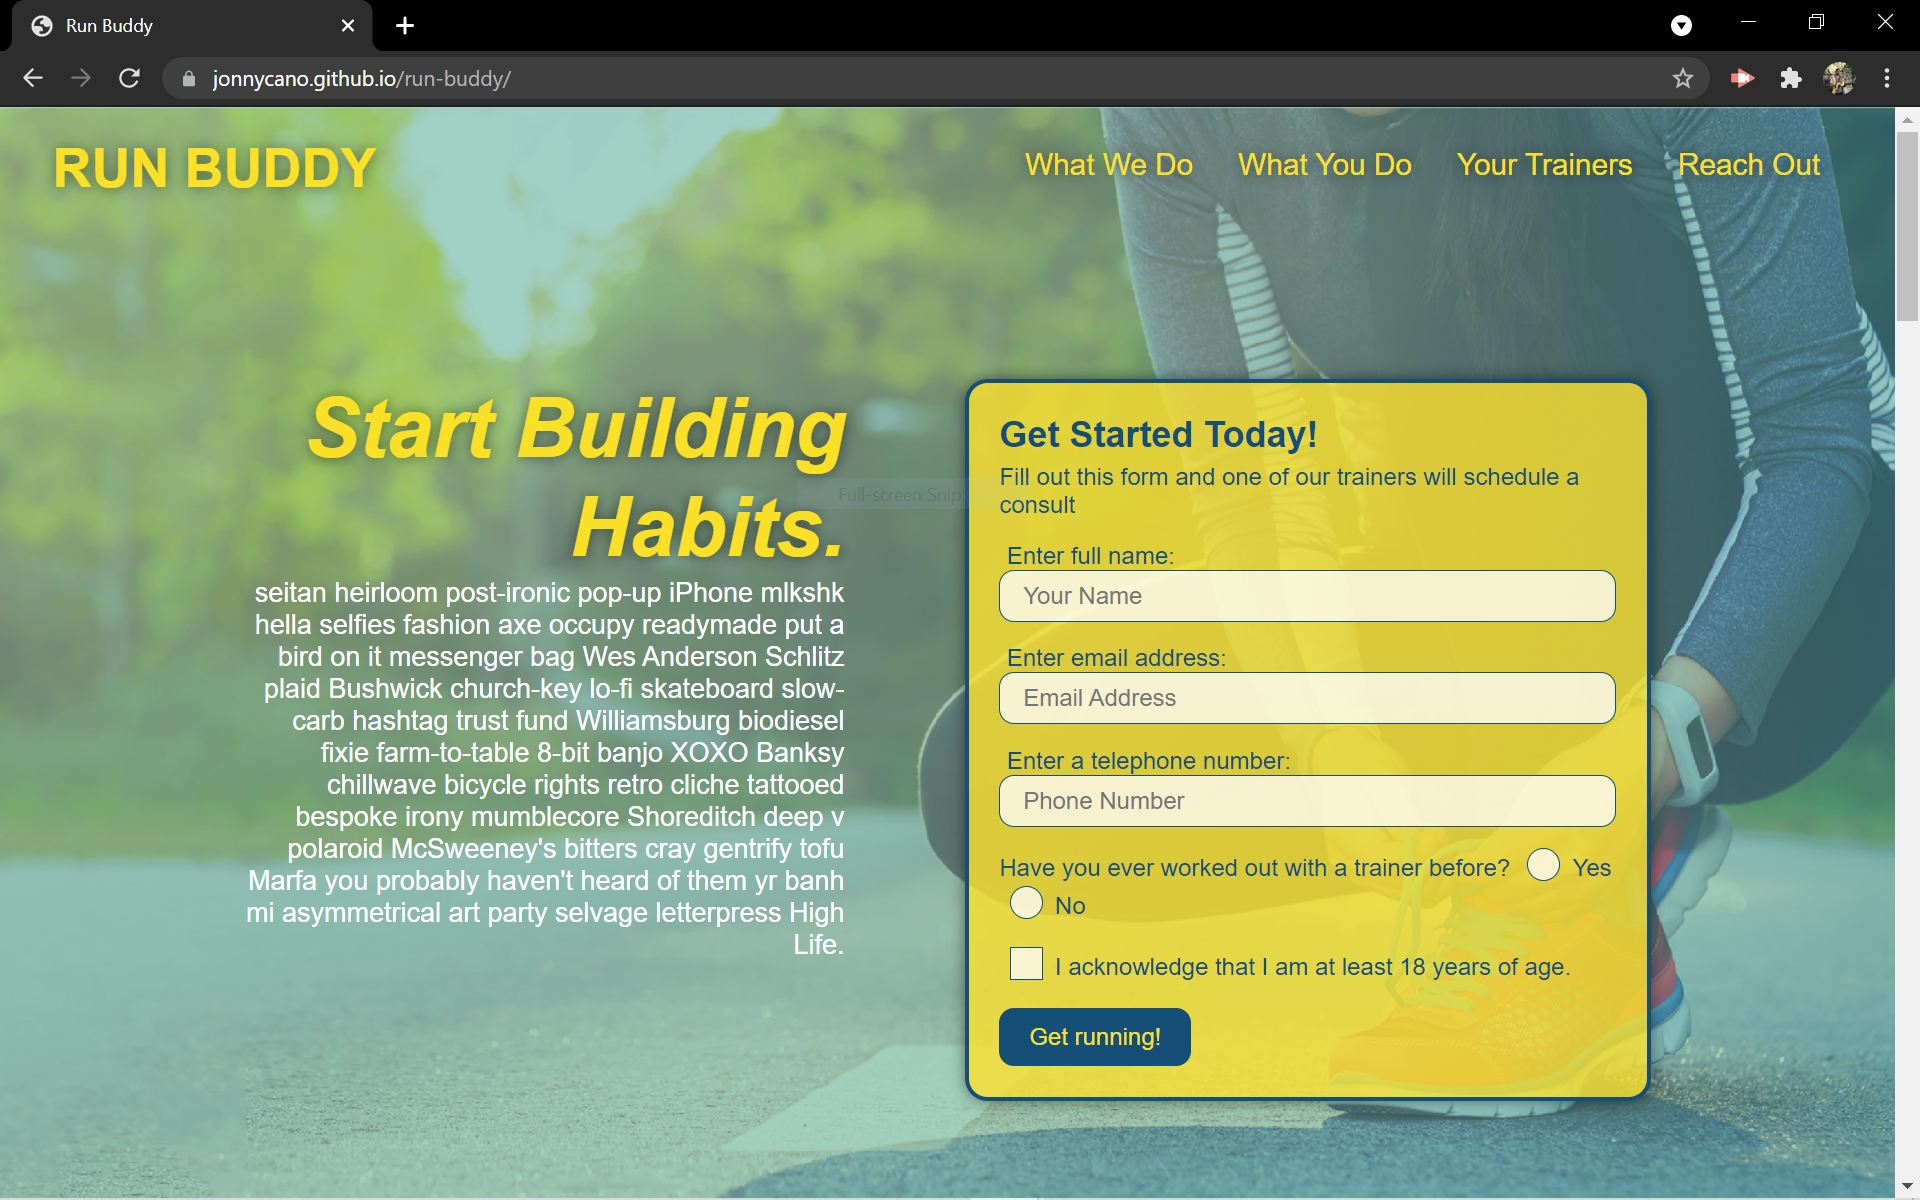 Run Buddy
jonnycano.github.io/run-buddy/
RUN BUDDY
What We Do
What You Do
Your Trainers
Reach Out
Start Building
Habits.
seitan heirloom post-ironic pop-up iPhone mlkshk
hella selfies fashion axe occupy readymade put a
bird on it messenger bag Wes Anderson Schlitz
plaid Bushwick church-key lo-fi skateboard slow-
carb hashtag trust fund Williamsburg biodiesel
fixie farm-to-table 8-bit banjo XOXO Banksy
chillwave bicycle rights retro cliche tattooed
bespoke irony mumblecore Shoreditch deep v
polaroid McSweeney's bitters cray gentrify tofu
Marfa you probably haven't heard of them yr banh
mi asymmetrical art party selvage letterpress High
Life.
Full-screen Snip
Get Started Today!
Fill out this form and one of our trainers will schedule a
consult
Enter full name:
Your Name
Enter email address:
Email Address
Enter a telephone number:
Phone Number
Have you ever worked out with a trainer before? Yes
No
I acknowledge that I am at least 18 years of age.
Get running!